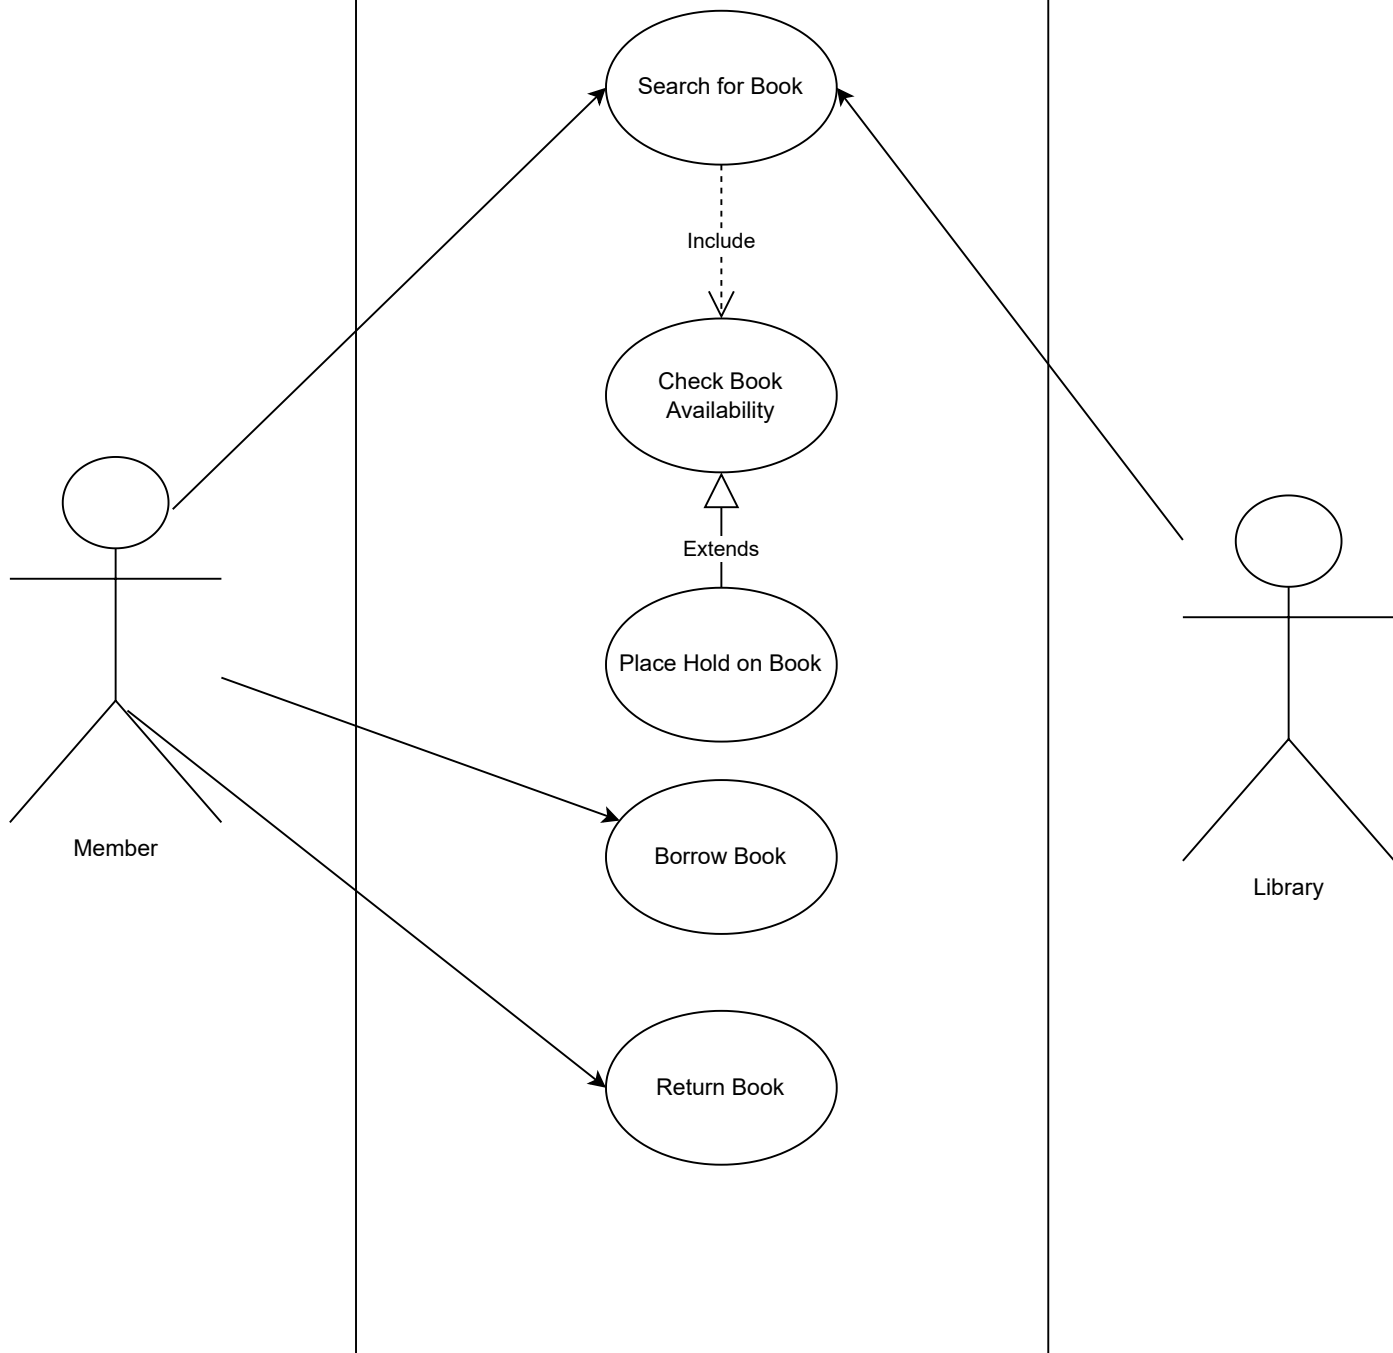 Search for Book
Include
Check Book
Availability
Extends
Place Hold on Book
Member
Borrow Book
Library
Return Book